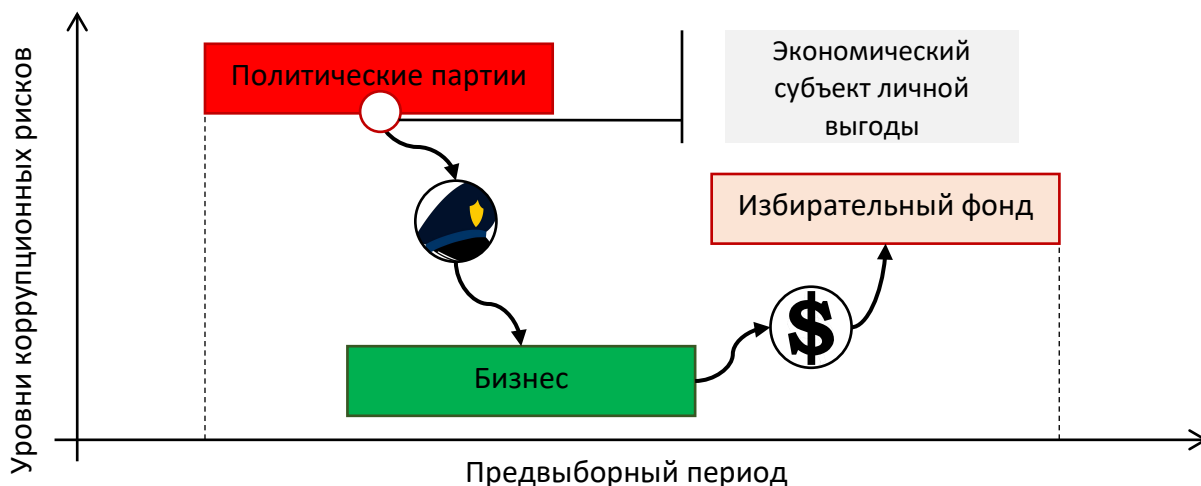 Уровни коррупционных рисков
Политические партии
Экономический
субъект личной
выгоды
Избирательный фонд
$
Бизнес
Предвыборный период